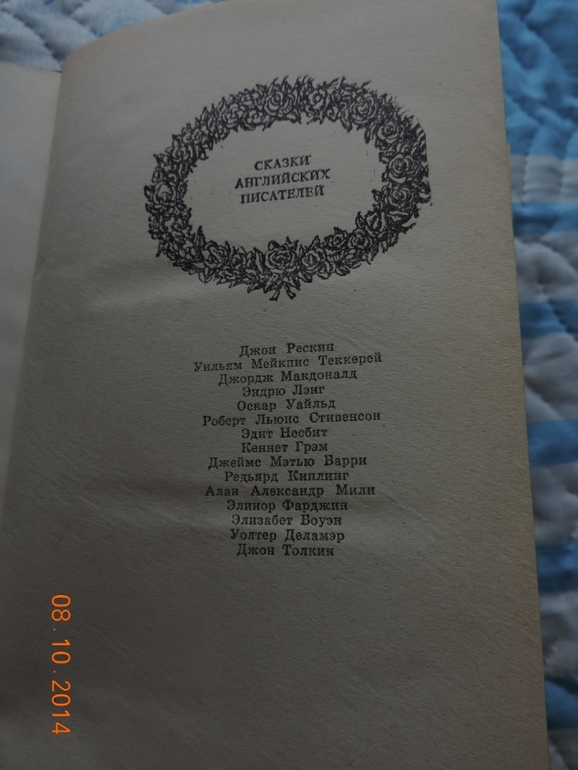 СКАЗКИ
АНГЛИЙСКИХ
ПИСАТЕЛЕЙ
Джон Рескин
Уильям Мейкпис Теккерей
Джордж Макдоналд
Эндрю Лэнг
Оскар Уайльд
Роберт Льюис Стивенсон
Эдит Несбит
Кеннет Грэм
Джеймс Мэтью Барри
Редьярд Киплинг
Алан Александр Милн
Элинор Фарджин
Элизабет Боуэн
Уолтер Деламэр
Джон Толкин
08.10.2014